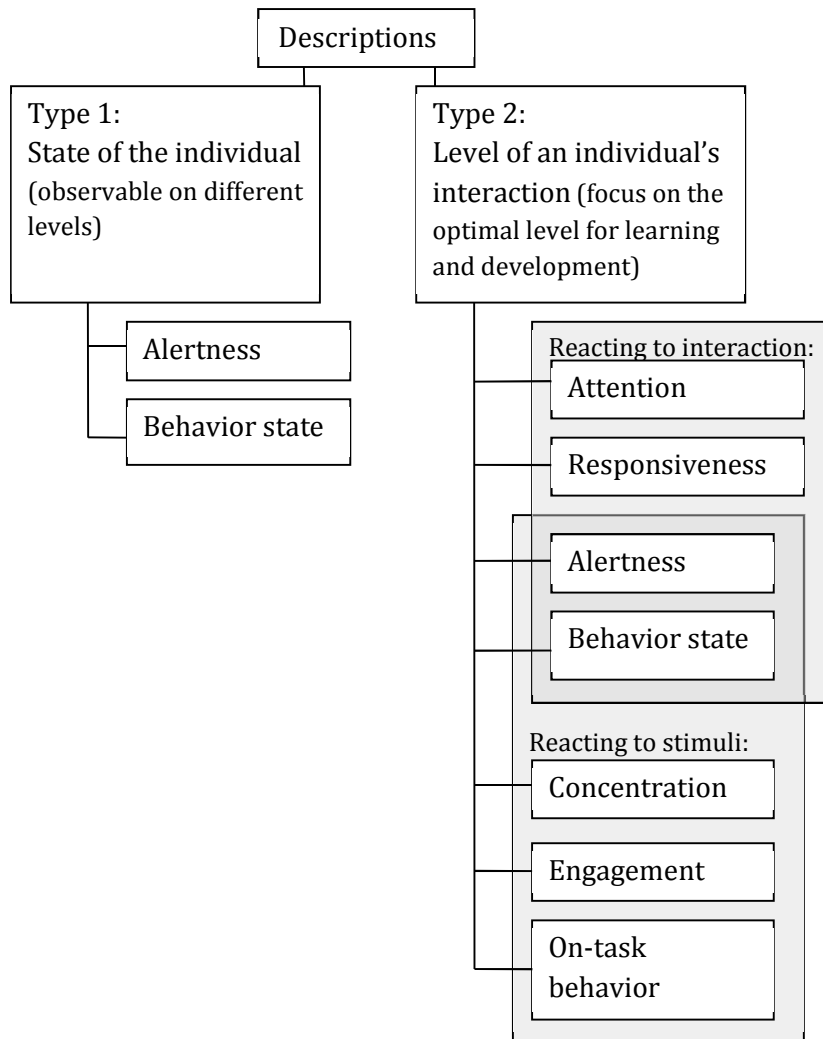 Descriptions
Type 1:
State of the individual
(observable on different
levels)
Type 2:
Level of an individual’s
interaction (focus on the
optimal level for learning
and development)
Alertness
Behavior state
Reacting to interaction:
Attention
Responsiveness
Alertness
Behavior state
Reacting to stimuli:
Concentration
Engagement
On-task
behavior